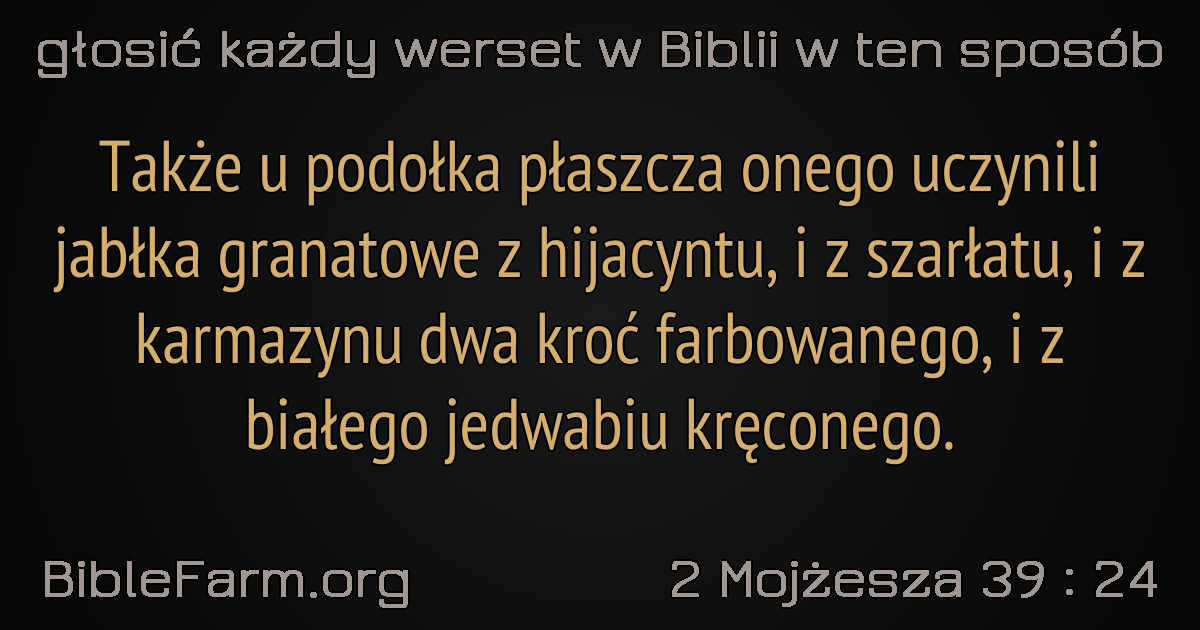 głosić każdy werset w Biblii w ten sposób
Także u podołka płaszcza onego uczynili
jabłka granatowe z hijacyntu, i z szarłatu, i z
karmazynu dwa kroć farbowanego, i z
białego jedwabiu kręconego.
BibleFarm.org
2 Mojżesza 39 : 24